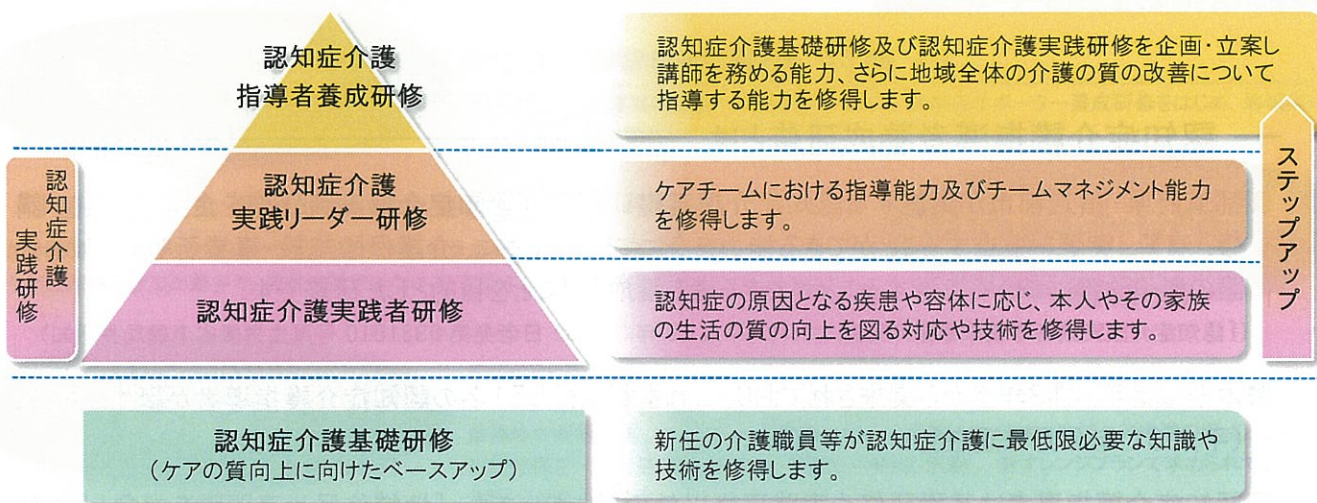 認知症介護
指導者養成研修
認知症介護基礎研修及び認知症介護実践研修を企画・立案し
講師を務める能力、さらに地域全体の介護の質の改善について
指導する能力を修得します。
認知症介護
実践研修
認知症介護
実践リーダー研修
ケアチームにおける指導能力及びチームマネジメント能力
を修得します。
ステップアップ
認知症介護実践者研修
認知症の原因となる疾患や容体に応じ、本人やその家族
の生活の質の向上を図る対応や技術を修得します。
認知症介護基礎研修
（ケアの質向上に向けたベースアップ）
新任の介護職員等が認知症介護に最低限必要な知識や
技術を修得します。